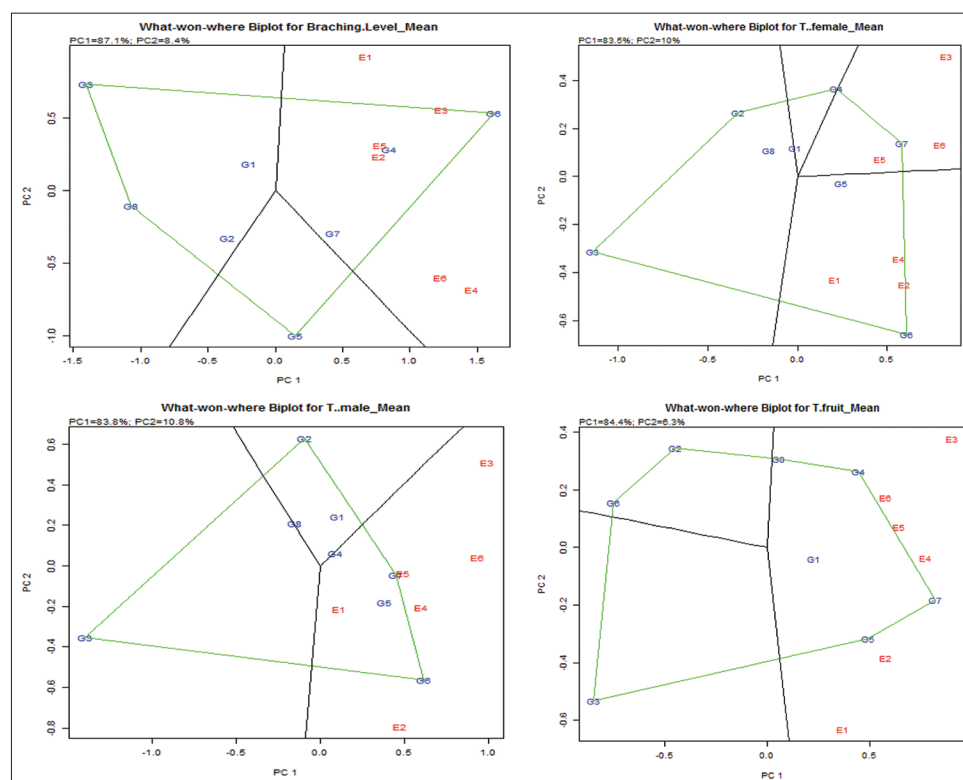 What-won-where Biplot for Braching.Level_Mean
PC1=87.1%; PC2=8.4%
E1
G3
E3
G6
0.5
E5
G4
E2
G1
0.0
PC 2
G8
G2
G7
-0.5
E6
E4
-1.0
G5
-1.5
-1.0
-0.5
0.0
0.5
1.0
1.5
PC 1
What-won-where Biplot for T..female_Mean
PC1=83.5%; PC2=10%
E3
0.4
G4
G2
0.2
G7
G1
E6
G8
E5
0.0
G5
PC 2
-0.2
G3
E4
-0.4
E1
E2
-0.6
G6
-1.0
-0.5
0.0
0.5
PC 1
What-won-where Biplot for T..male_Mean
PC1=83.8%; PC2=10.8%
0.6
G2
E3
0.4
G1
0.2
G8
G4
E6
0.0
E5
PC 2
-0.2
E1
G5
E4
G3
-0.4
G6
-0.6
-0.8
E2
-1.0
-0.5
0.0
0.5
1.0
PC 1
What-won-where Biplot for T.fruit_Mean
PC1=84.4%; PC2=6.3%
0.4
E3
G2
G4
0.2
E6
E5
0.0
G1
E4
PC 2
-0.2
G7
G5
E2
-0.4
G3
-0.6
E1
-0.5
0.0
0.5
PC 1